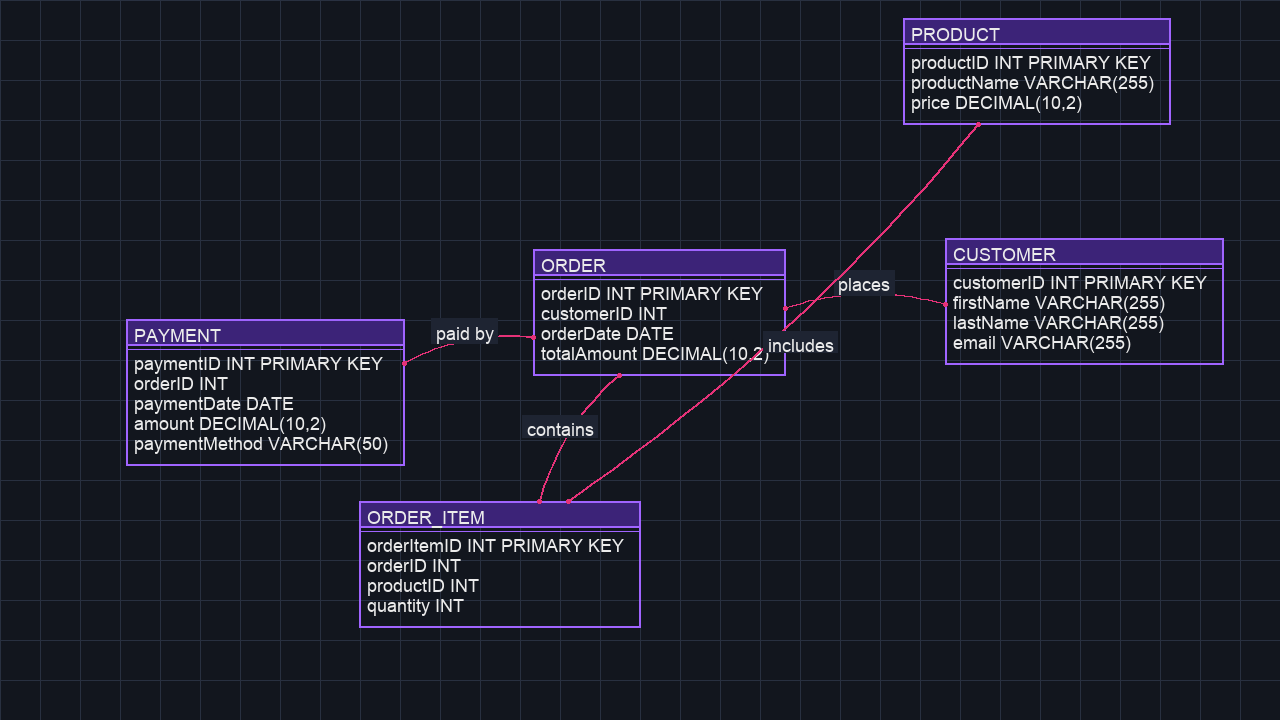 PRODUCT
productID INT PRIMARY KEY
productName VARCHAR(255)
price DECIMAL(10,2)
CUSTOMER
customerID INT PRIMARY KEY
firstName VARCHAR(255)
lastName VARCHAR(255)
email VARCHAR(255)
ORDER
orderID INT PRIMARY KEY
customerID INT
orderDate DATE
totalAmount DECIMAL(10,2)
places
includes
paid by
PAYMENT
paymentID INT PRIMARY KEY
orderID INT
paymentDate DATE
amount DECIMAL(10,2)
paymentMethod VARCHAR(50)
contains
ORDER_ITEM
orderItemID INT PRIMARY KEY
orderID INT
productID INT
quantity INT